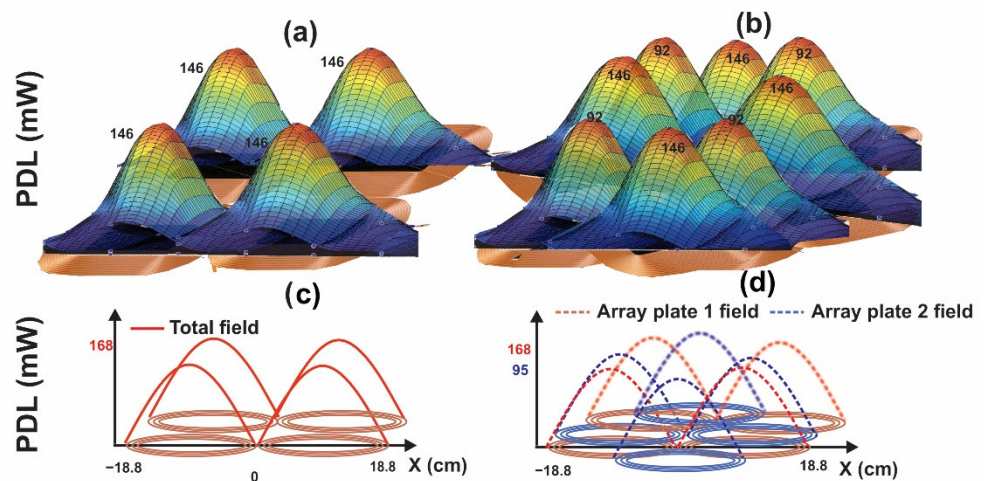 (a)
(b)
PDL (mW)
146
146
146
146
92
146
92
146
146
92
92
146
(c)
(d)
PDL (mW)
Total field
168
−18.8
0
18.8
X (cm)
Array plate 1 field
Array plate 2 field
168
95
−18.8
18.8
X (cm)